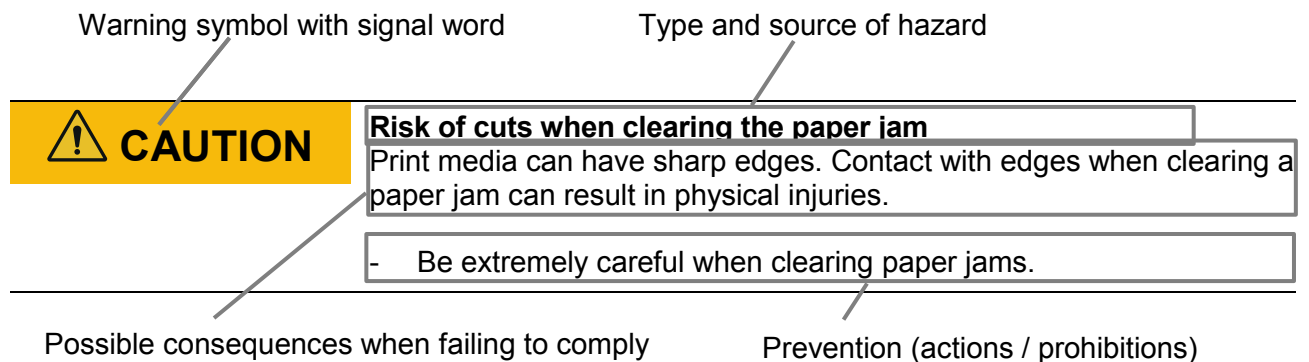 Warning symbol with signal word
Type and source of hazard
CAUTION
Risk of cuts when clearing the paper jam
Print media can have sharp edges. Contact with edges when clearing a
paper jam can result in physical injuries.
- Be extremely careful when clearing paper jams.
Possible consequences when failing to comply
Prevention (actions / prohibitions)